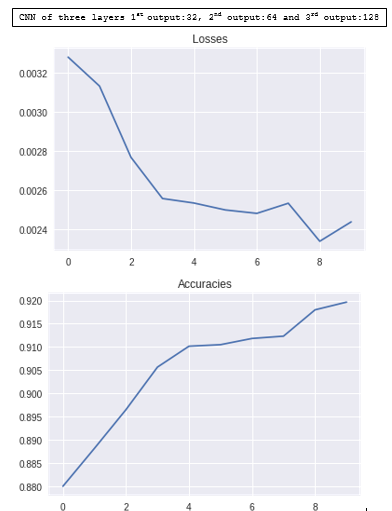 CNN of three layers 1st output:32, 2nd output:64 and 3rd output:128
Losses
0.0032
0.0030
0.0028
0.0026
0.0024
0 2 4 6 8
Accuracies
0.920
0.915
0.910
0.905
0.900
0.895
0.890
0.885
0.880
0 2 4 6 8